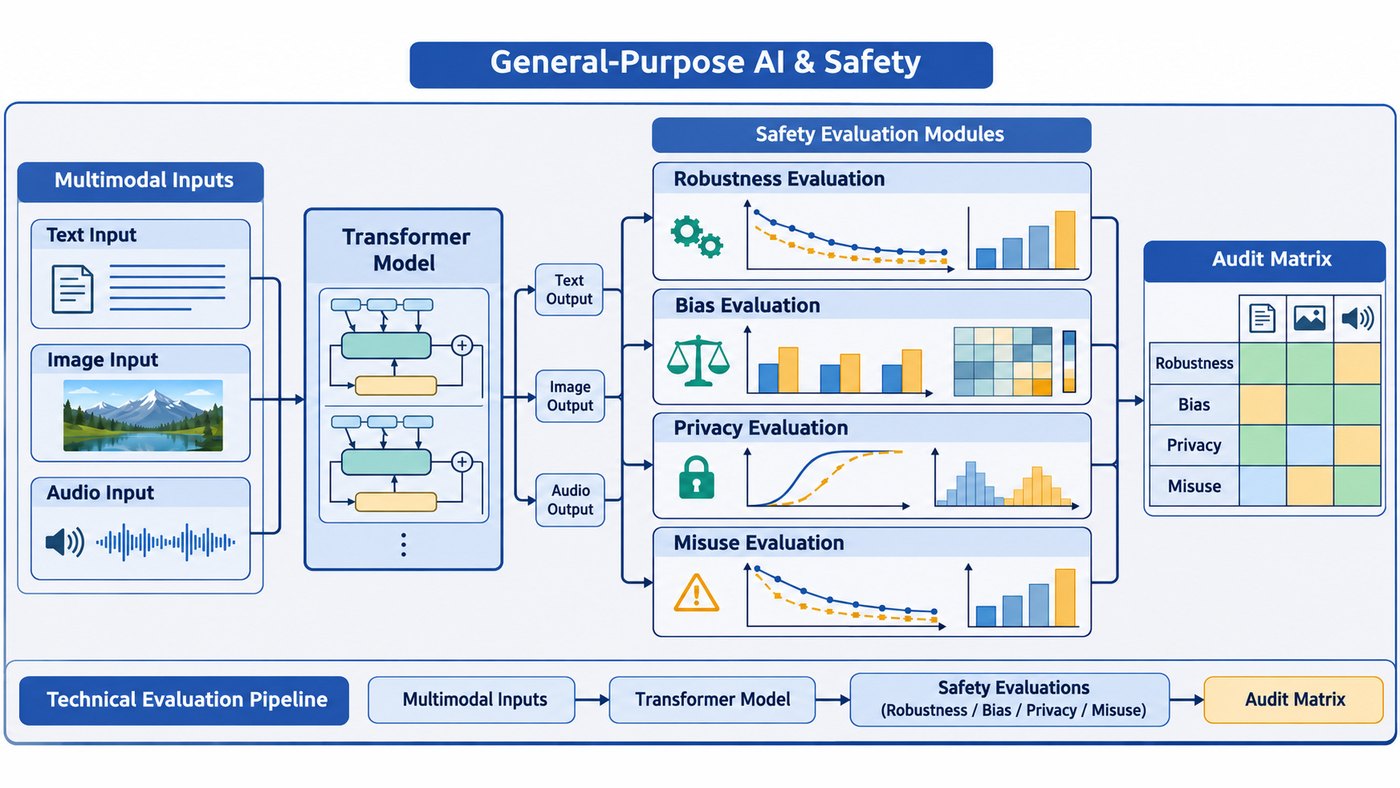 General-Purpose AI & Safety
Multimodal Inputs
Text Input
Image Input
Audio Input
Transformer
Model
Text
Output
Image
Output
Audio
Output
Safety Evaluation Modules
Robustness Evaluation
Bias Evaluation
Privacy Evaluation
Misuse Evaluation
Audit Matrix
Robustness
Bias
Privacy
Misuse
Technical Evaluation Pipeline
Multimodal Inputs
Transformer Model
Safety Evaluations
(Robustness / Bias / Privacy / Misuse)
Audit Matrix